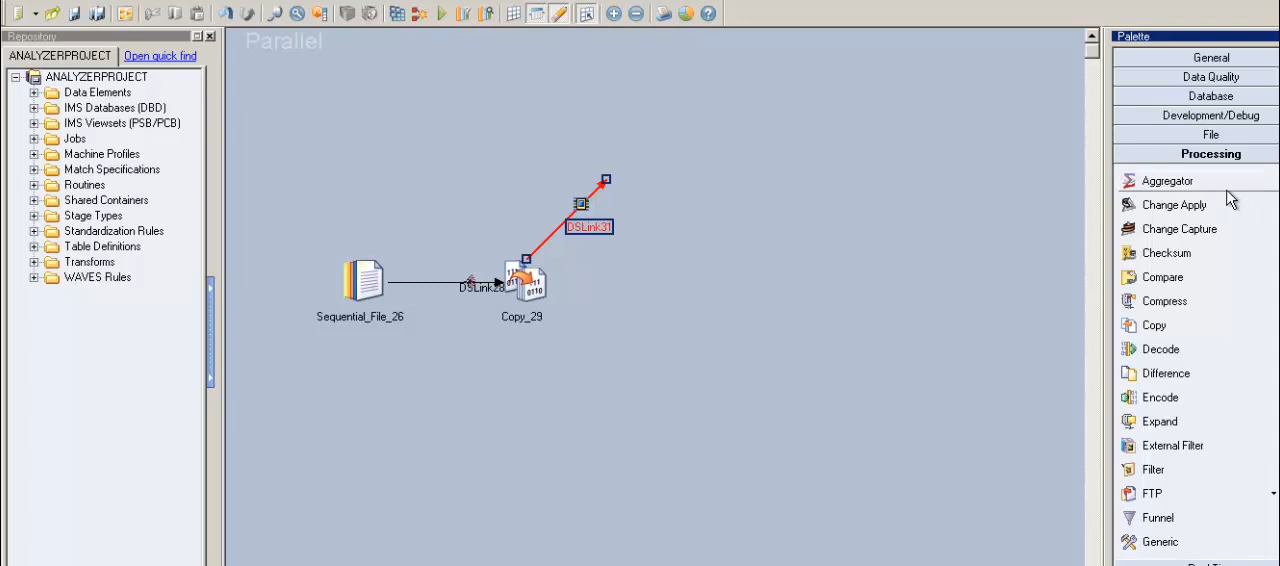 Repository
ANALYZERPROJECT
Open quick find
ANALYZERPROJECT
Data Elements
IMS Databases (DBD)
IMS Viewsets (PSB/PCB)
Jobs
Machine Profiles
Match Specifications
Routines
Shared Containers
Stage Types
Standardization Rules
Table Definitions
Transforms
WAVES Rules
Parallel
DSLink31
DSLink28
Sequential_File_26
Copy_29
Palette
General
Data Quality
Database
Development/Debug
File
Processing
Aggregator
Change Apply
Change Capture
Checksum
Compare
Compress
Copy
Decode
Difference
Encode
Expand
External Filter
Filter
FTP
Funnel
Generic